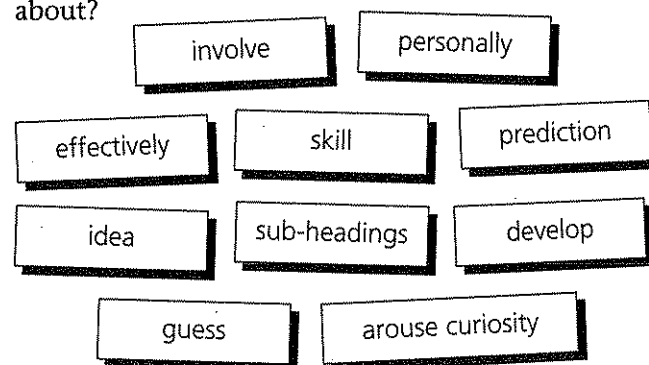 about?
involve personally
effectively skill prediction
idea sub-headings develop
guess arouse curiosity